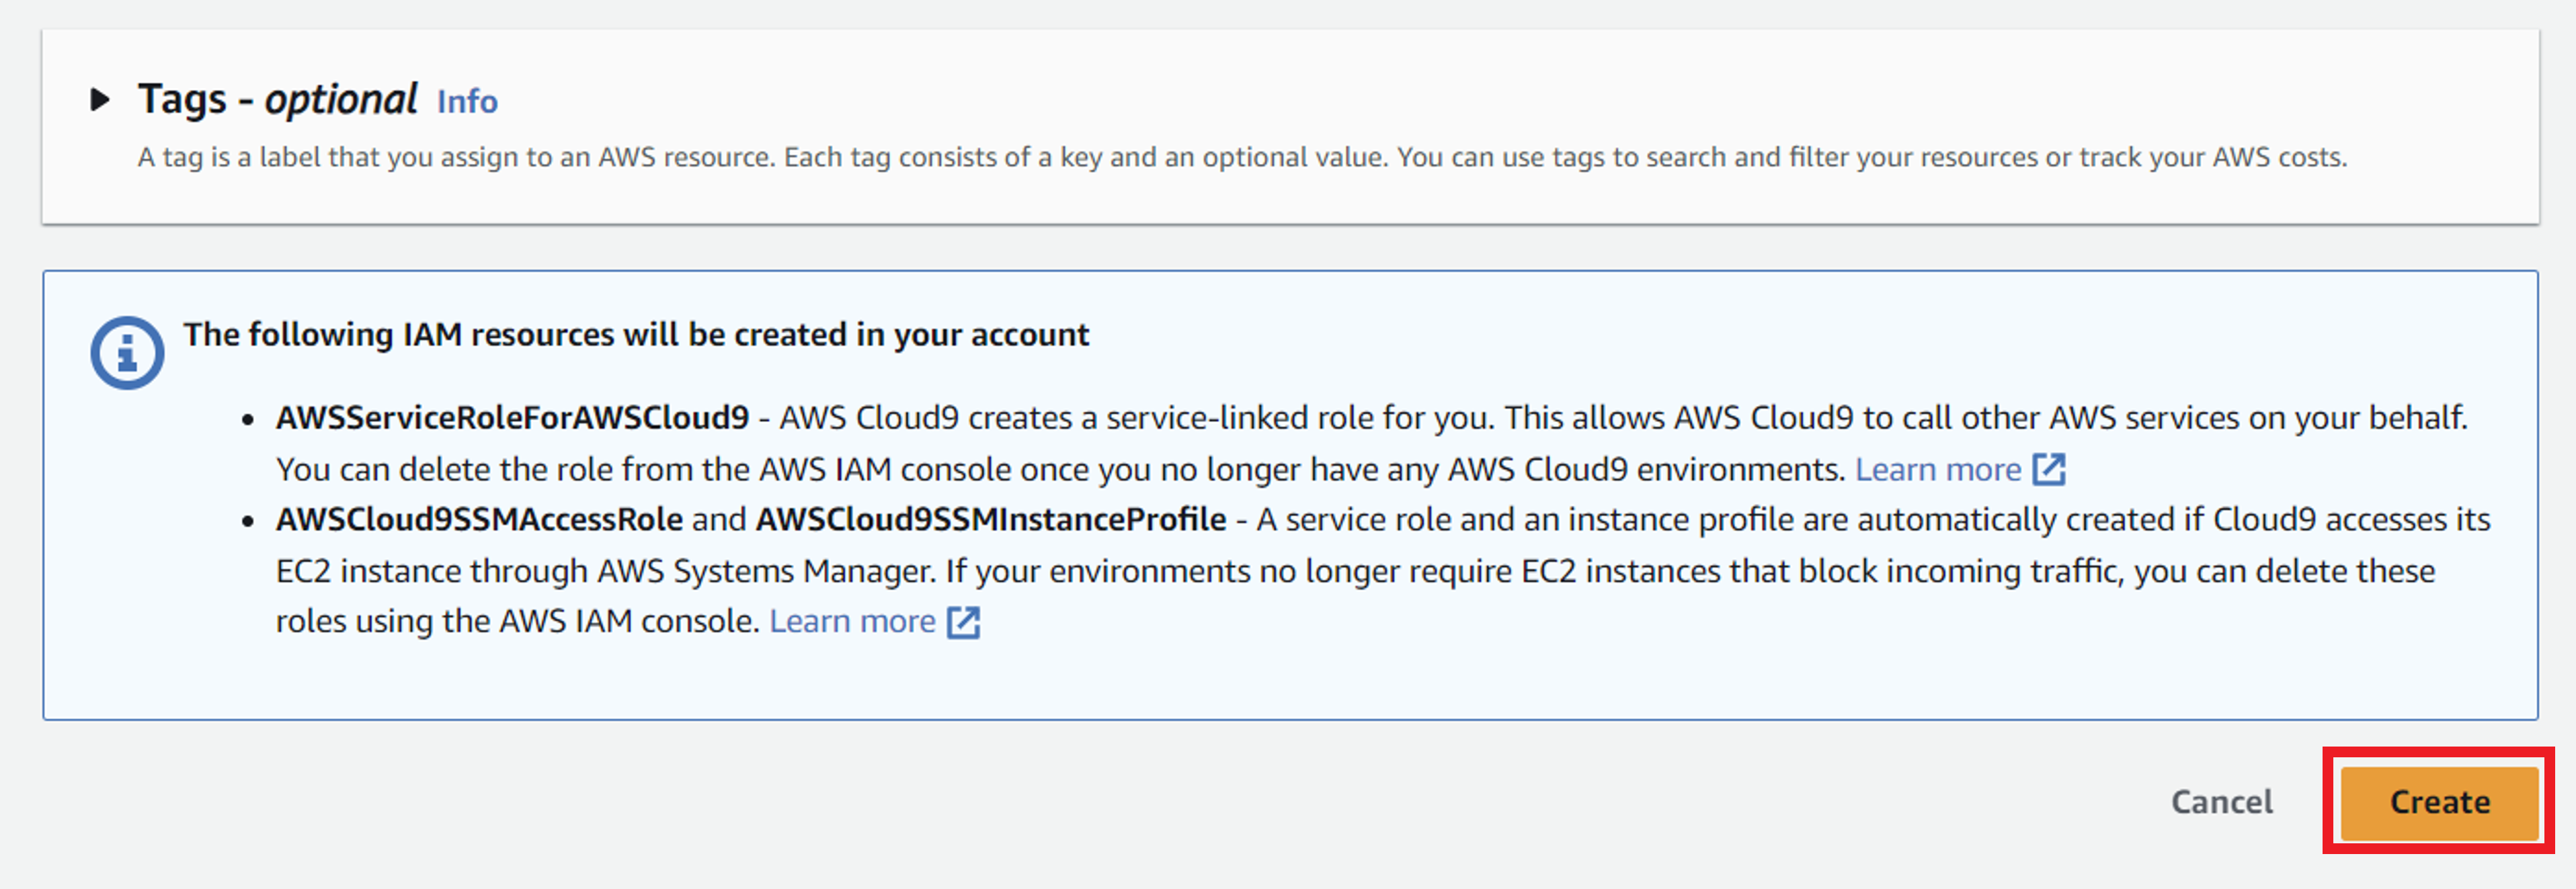 Tags - optional Info
A tag is a label that you assign to an AWS resource. Each tag consists of a key and an optional value. You can use tags to search and filter your resources or track your AWS costs.
The following IAM resources will be created in your account
• AWSServiceRoleForAWSCloud9 - AWS Cloud9 creates a service-linked role for you. This allows AWS Cloud9 to call other AWS services on your behalf.
You can delete the role from the AWS IAM console once you no longer have any AWS Cloud9 environments. Learn more
• AWSCloud9SSMAccessRole and AWSCloud9SSMInstanceProfile - A service role and an instance profile are automatically created if Cloud9 accesses its
EC2 instance through AWS Systems Manager. If your environments no longer require EC2 instances that block incoming traffic, you can delete these
roles using the AWS IAM console. Learn more
Cancel Create